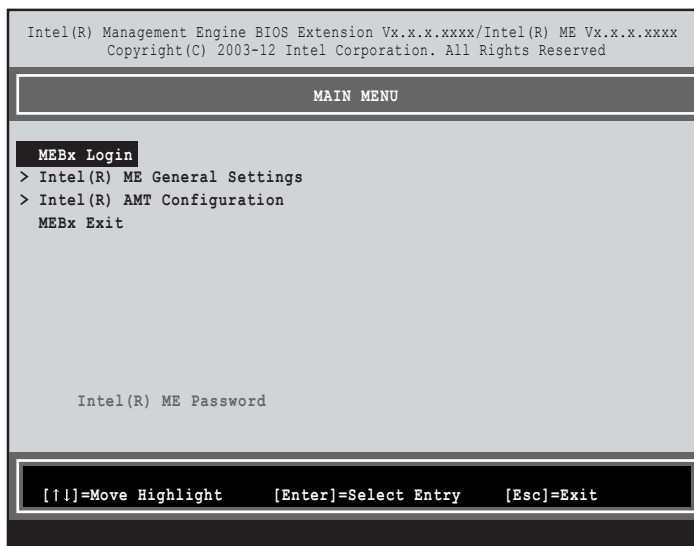 Intel(R) Management Engine BIOS Extension Vx.x.x.xxxx/Intel(R) ME Vx.x.x.xxxx
Copyright(C) 2003-12 Intel Corporation. All Rights Reserved
MAIN MENU
MEBx Login
> Intel(R) ME General Settings
> Intel(R) AMT Configuration
MEBx Exit
Intel(R) ME Password
[↑↓]=Move Highlight [Enter]=Select Entry [Esc]=Exit